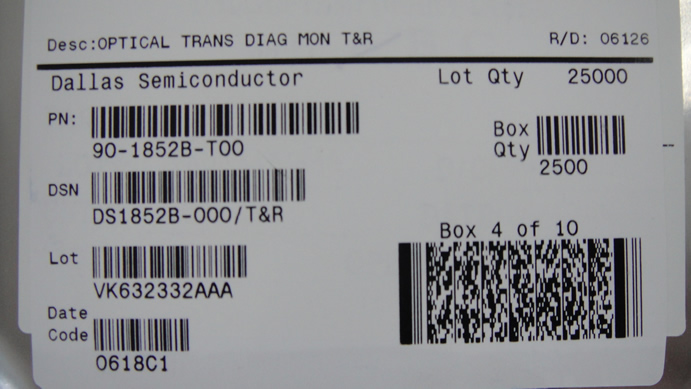 Desc:OPTICAL TRANS DIAG MON T&R R/D: 06126
Dallas Semiconductor Lot Qty 25000
PN:
90-1852B-T00
Box Qty
2500
DSN
DS1852B-000/T&R
Box 4 of 10
Lot
VK632332AAA
Date
Code
0618C1